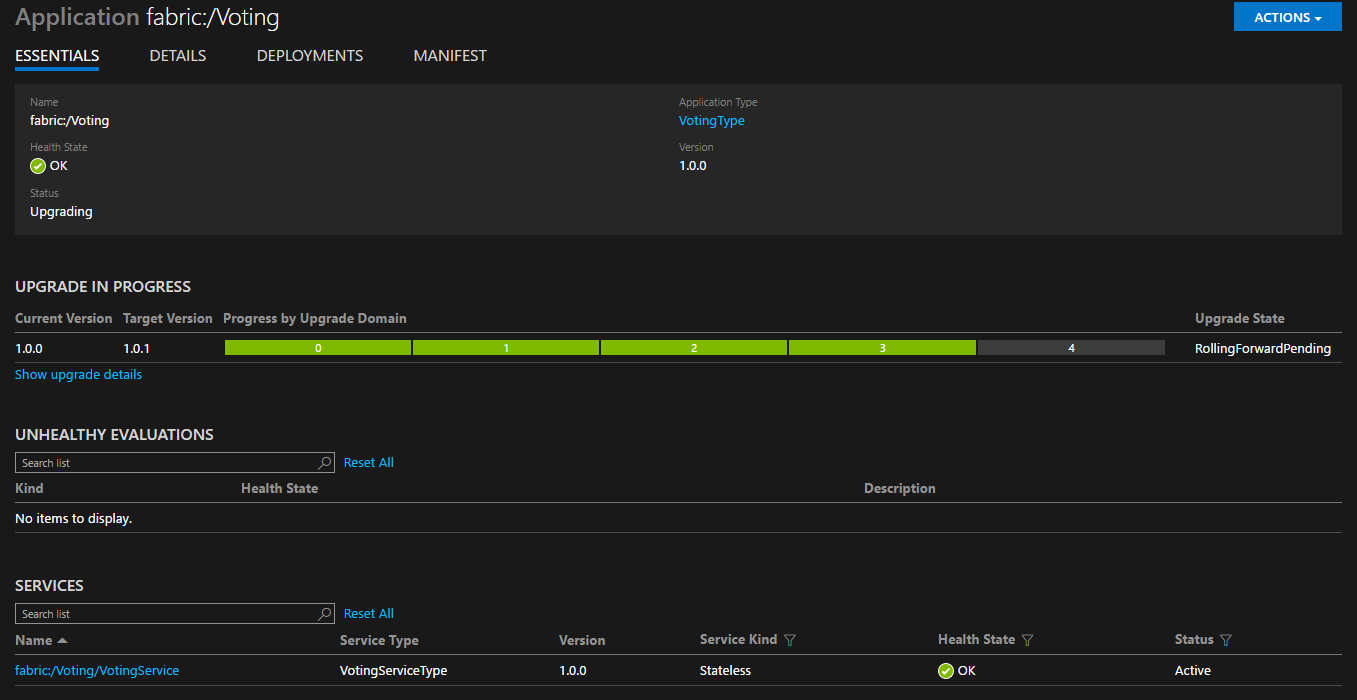 Application fabric:/Voting
ACTIONS
ESSENTIALS DETAILS DEPLOYMENTS MANIFEST
Name Application Type
fabric:/Voting VotingType
Health State Version
OK 1.0.0
Status
Upgrading
UPGRADE IN PROGRESS
Current Version Target Version Progress by Upgrade Domain Upgrade State
1.0.0 1.0.1 0 1 2 3 4 RollingForwardPending
Show upgrade details
UNHEALTHY EVALUATIONS
Search list Reset All
Kind Health State Description
No items to display.
SERVICES
Search list Reset All
Name Service Type Version Service Kind Health State Status
fabric:/Voting/VotingService VotingServiceType 1.0.0 Stateless OK Active